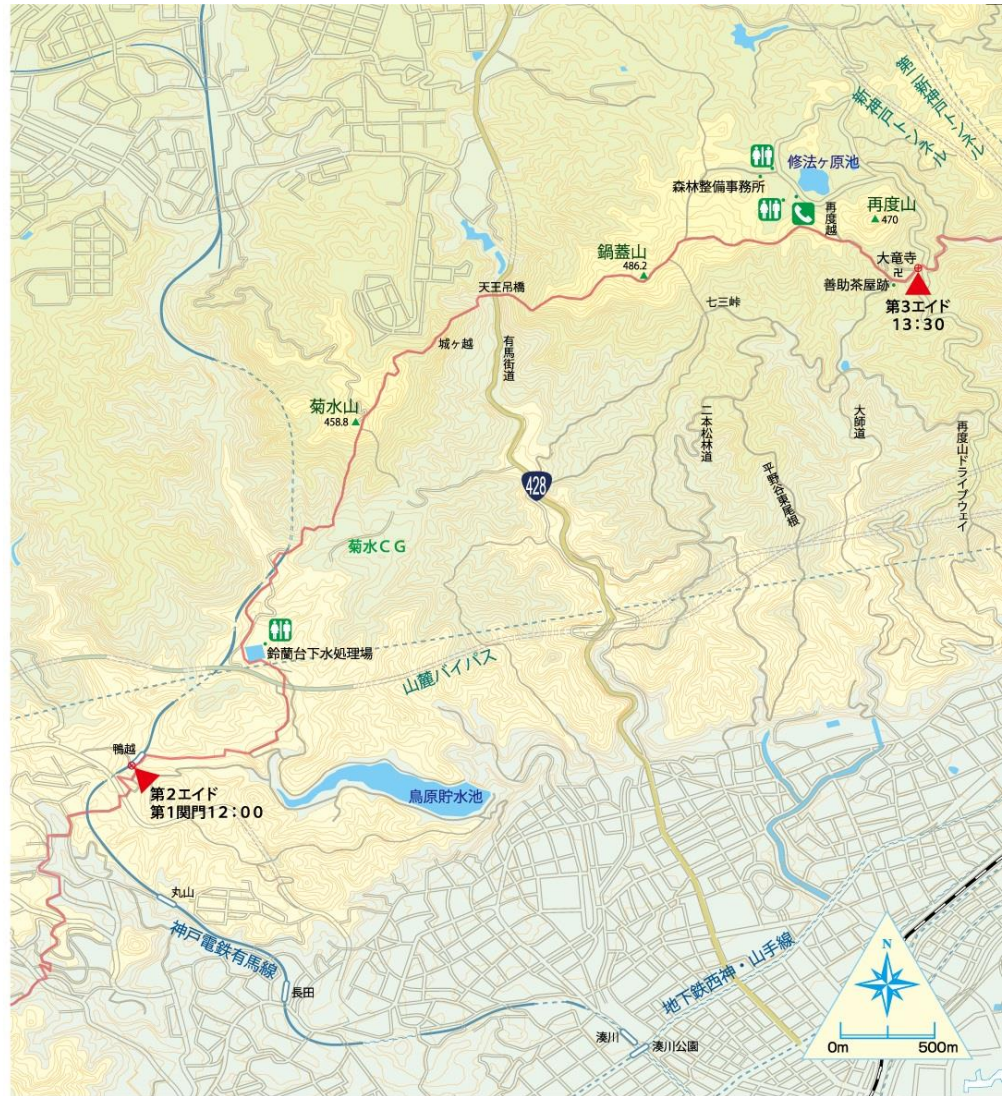 第二新神戸トンネル
新神戸トンネル
修法ヶ原池
森林整備事務所
再度越
再度山
470
鍋蓋山
486.2
大竜寺
善助茶屋跡
第3エイド
13:30
天王吊橋
七三峠
城ヶ越
有馬街道
菊水山
458.8
二本松林道
大師道
平野谷東尾根
再度山ドライブウェイ
428
菊水CG
鈴蘭台下水処理場
山麓バイパス
鴨越
第2エイド
第1関門12:00
烏原貯水池
丸山
神戸電鉄有馬線
長田
地下鉄西神・山手線
湊川
湊川公園
N
0m
500m